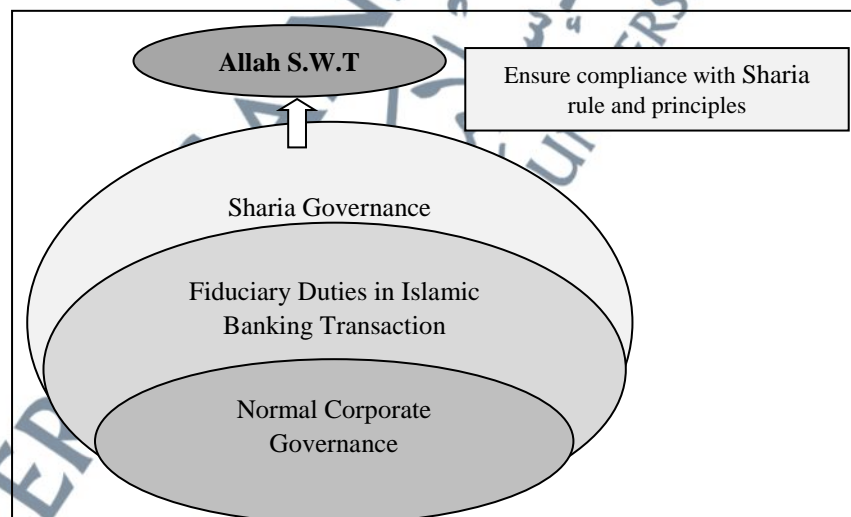 Allah S.W.T
Ensure compliance with Sharia
rule and principles
Sharia Governance
Fiduciary Duties in Islamic
Banking Transaction
Normal Corporate
Governance